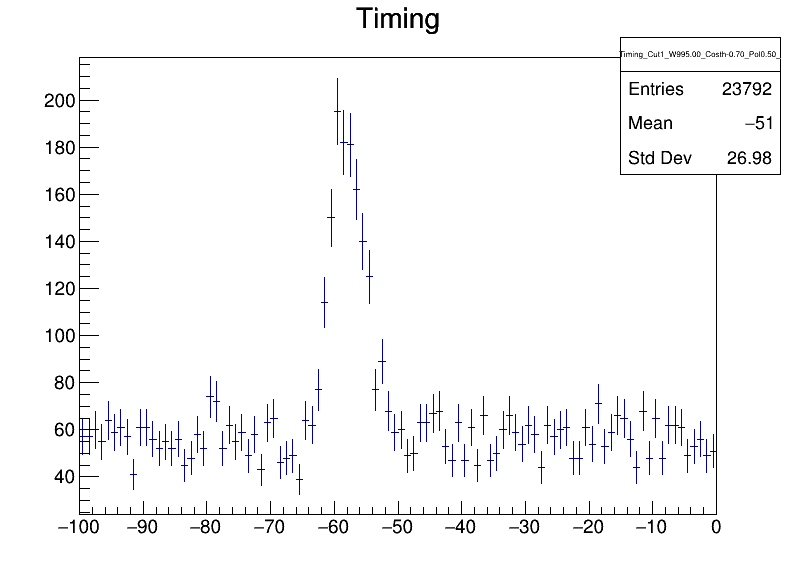 Timing
Timing_Cut1_W995.00_Costh-0.70_Pol0.50_
Entries 23792
Mean −51
Std Dev 26.98
200
180
160
140
120
100
80
60
40
−100 −90 −80 −70 −60 −50 −40 −30 −20 −10 0